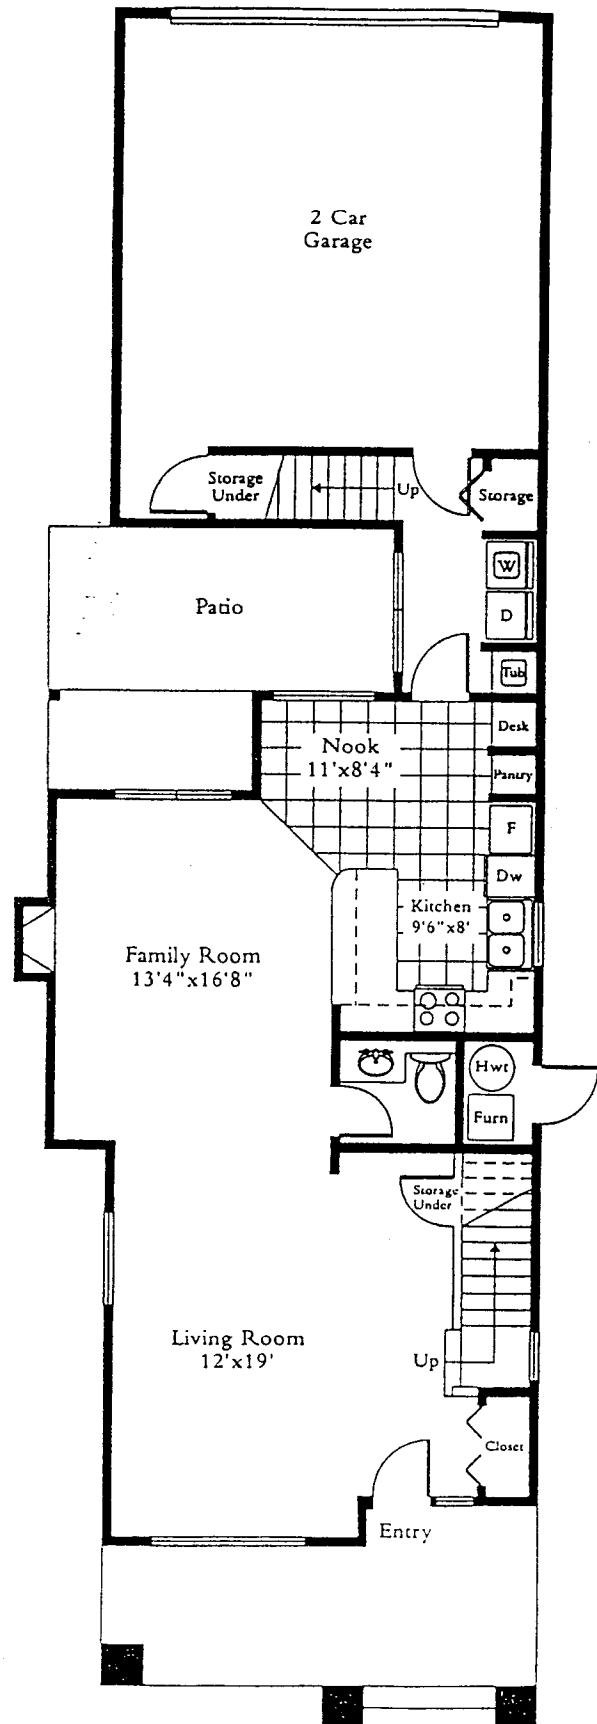 2 Car
Garage
Storage
Under
Up
Storage
W
D
Patio
Tub
Desk
Nook
11'x8'4"
Pantry
F
Dw
Kitchen
9'6"x8'
Family Room
13'4"x16'8"
Hwt
Furn
Storage
Under
Living Room
12'x19'
Up
Closet
Entry